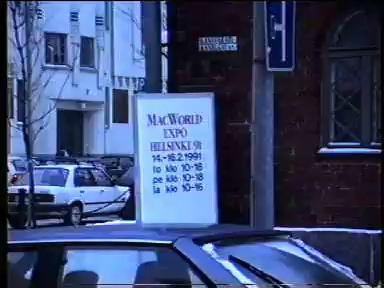 MACWORLD
EXPO
HELSINKI '91
14.-16.2.1991
to klo 10-18
pe klo 10-18
la klo 10-16